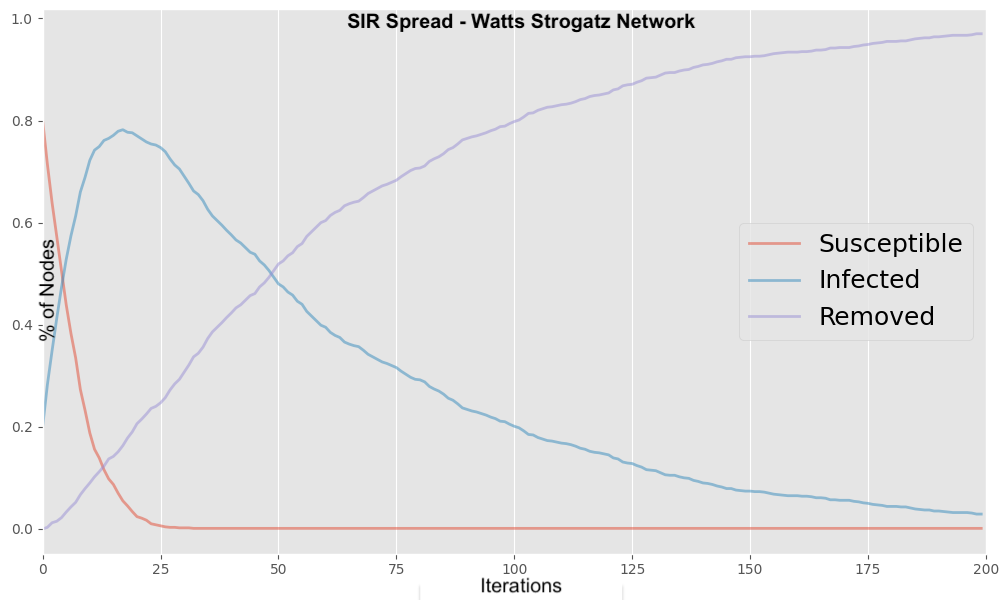 SIR Spread - Watts Strogatz Network
1.0
0.8
0.6
0.4
0.2
0.0
% of Nodes
Susceptible
Infected
Removed
0 25 50 75 100 125 150 175 200
Iterations